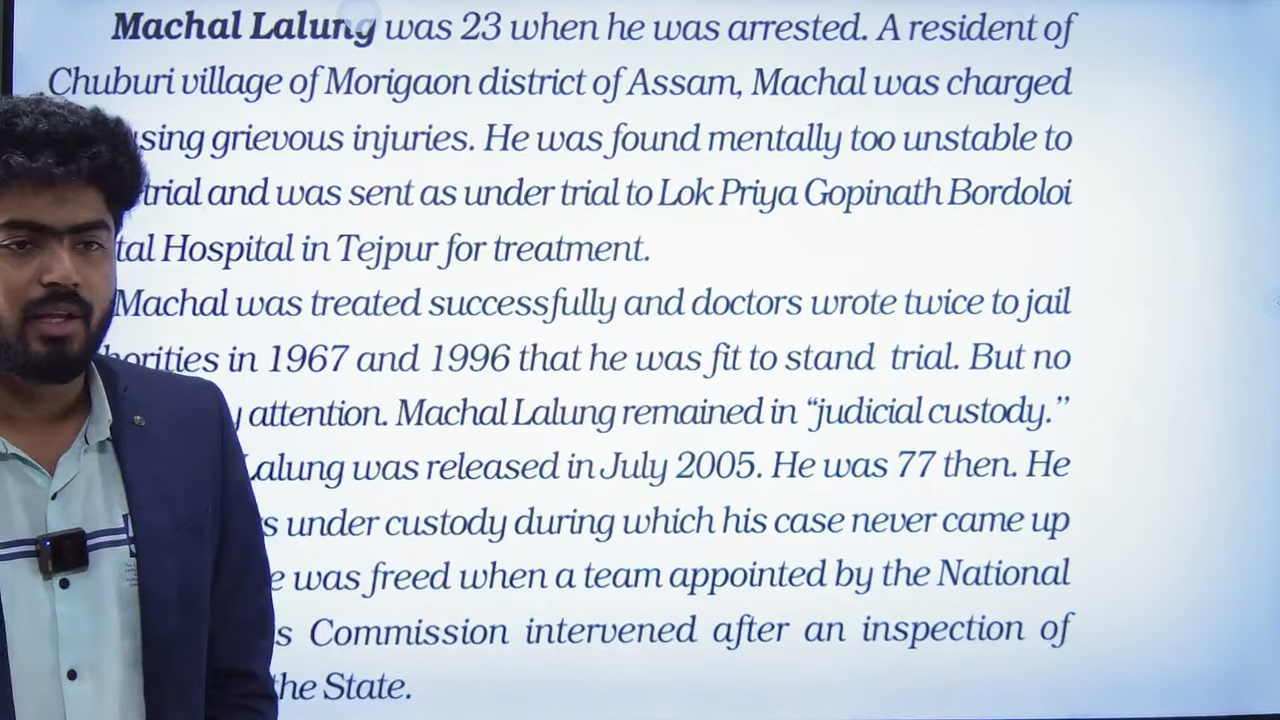 Machal Lalung was 23 when he was arrested. A resident of
Chuburi village of Morigaon district of Assam, Machal was charged
grievous injuries. He was found mentally too unstable to
trial and was sent as under trial to Lok Priya Gopinath Bordoloi
Hospital in Tejpur for treatment.
Machal was treated successfully and doctors wrote twice to jail
in 1967 and 1996 that he was fit to stand trial. But no
attention. Machal Lalung remained in “judicial custody.”
Lalung was released in July 2005. He was 77 then. He
under custody during which his case never came up
was freed when a team appointed by the National
Commission intervened after an inspection of
the State.